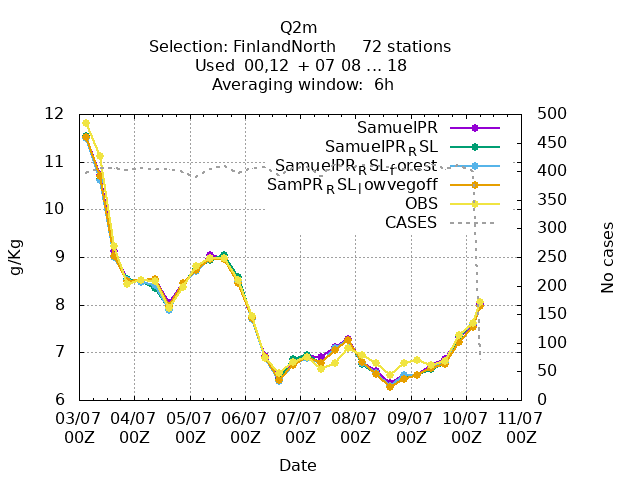 Q2m
Selection: FinlandNorth 72 stations
Used 00,12 + 07 08 ... 18
Averaging window: 6h
12
11
10
9
8
7
6
g/Kg
500
450
400
350
300
250
200
150
100
50
0
No cases
SamuelPR
SamuelPR_RSL
SamuelPR_RSL_forest
SamPR_RSL_lowvegoff
OBS
CASES
03/07 04/07 05/07 06/07 07/07 08/07 09/07 10/07 11/07
00Z 00Z 00Z 00Z 00Z 00Z 00Z 00Z 00Z
Date